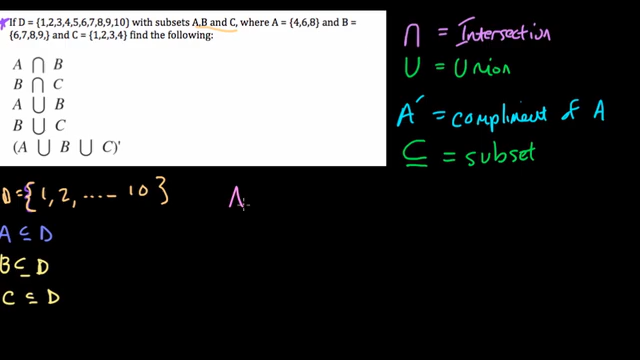 If D = {1,2,3,4,5,6,7,8,9,10} with subsets A,B and C, where A = {4,6,8} and B =
{6,7,8,9,} and C = {1,2,3,4} find the following:
A ⋂ B
B ⋂ C
A ⋃ B
B ⋃ C
(A ⋃ B ⋃ C)'
∩ = Intersection
U = Union
A' = compliment of A
⊆ = subset
D = { 1, 2, ..... 10 }
A ⊆ D
B ⊆ D
C ⊆ D
A